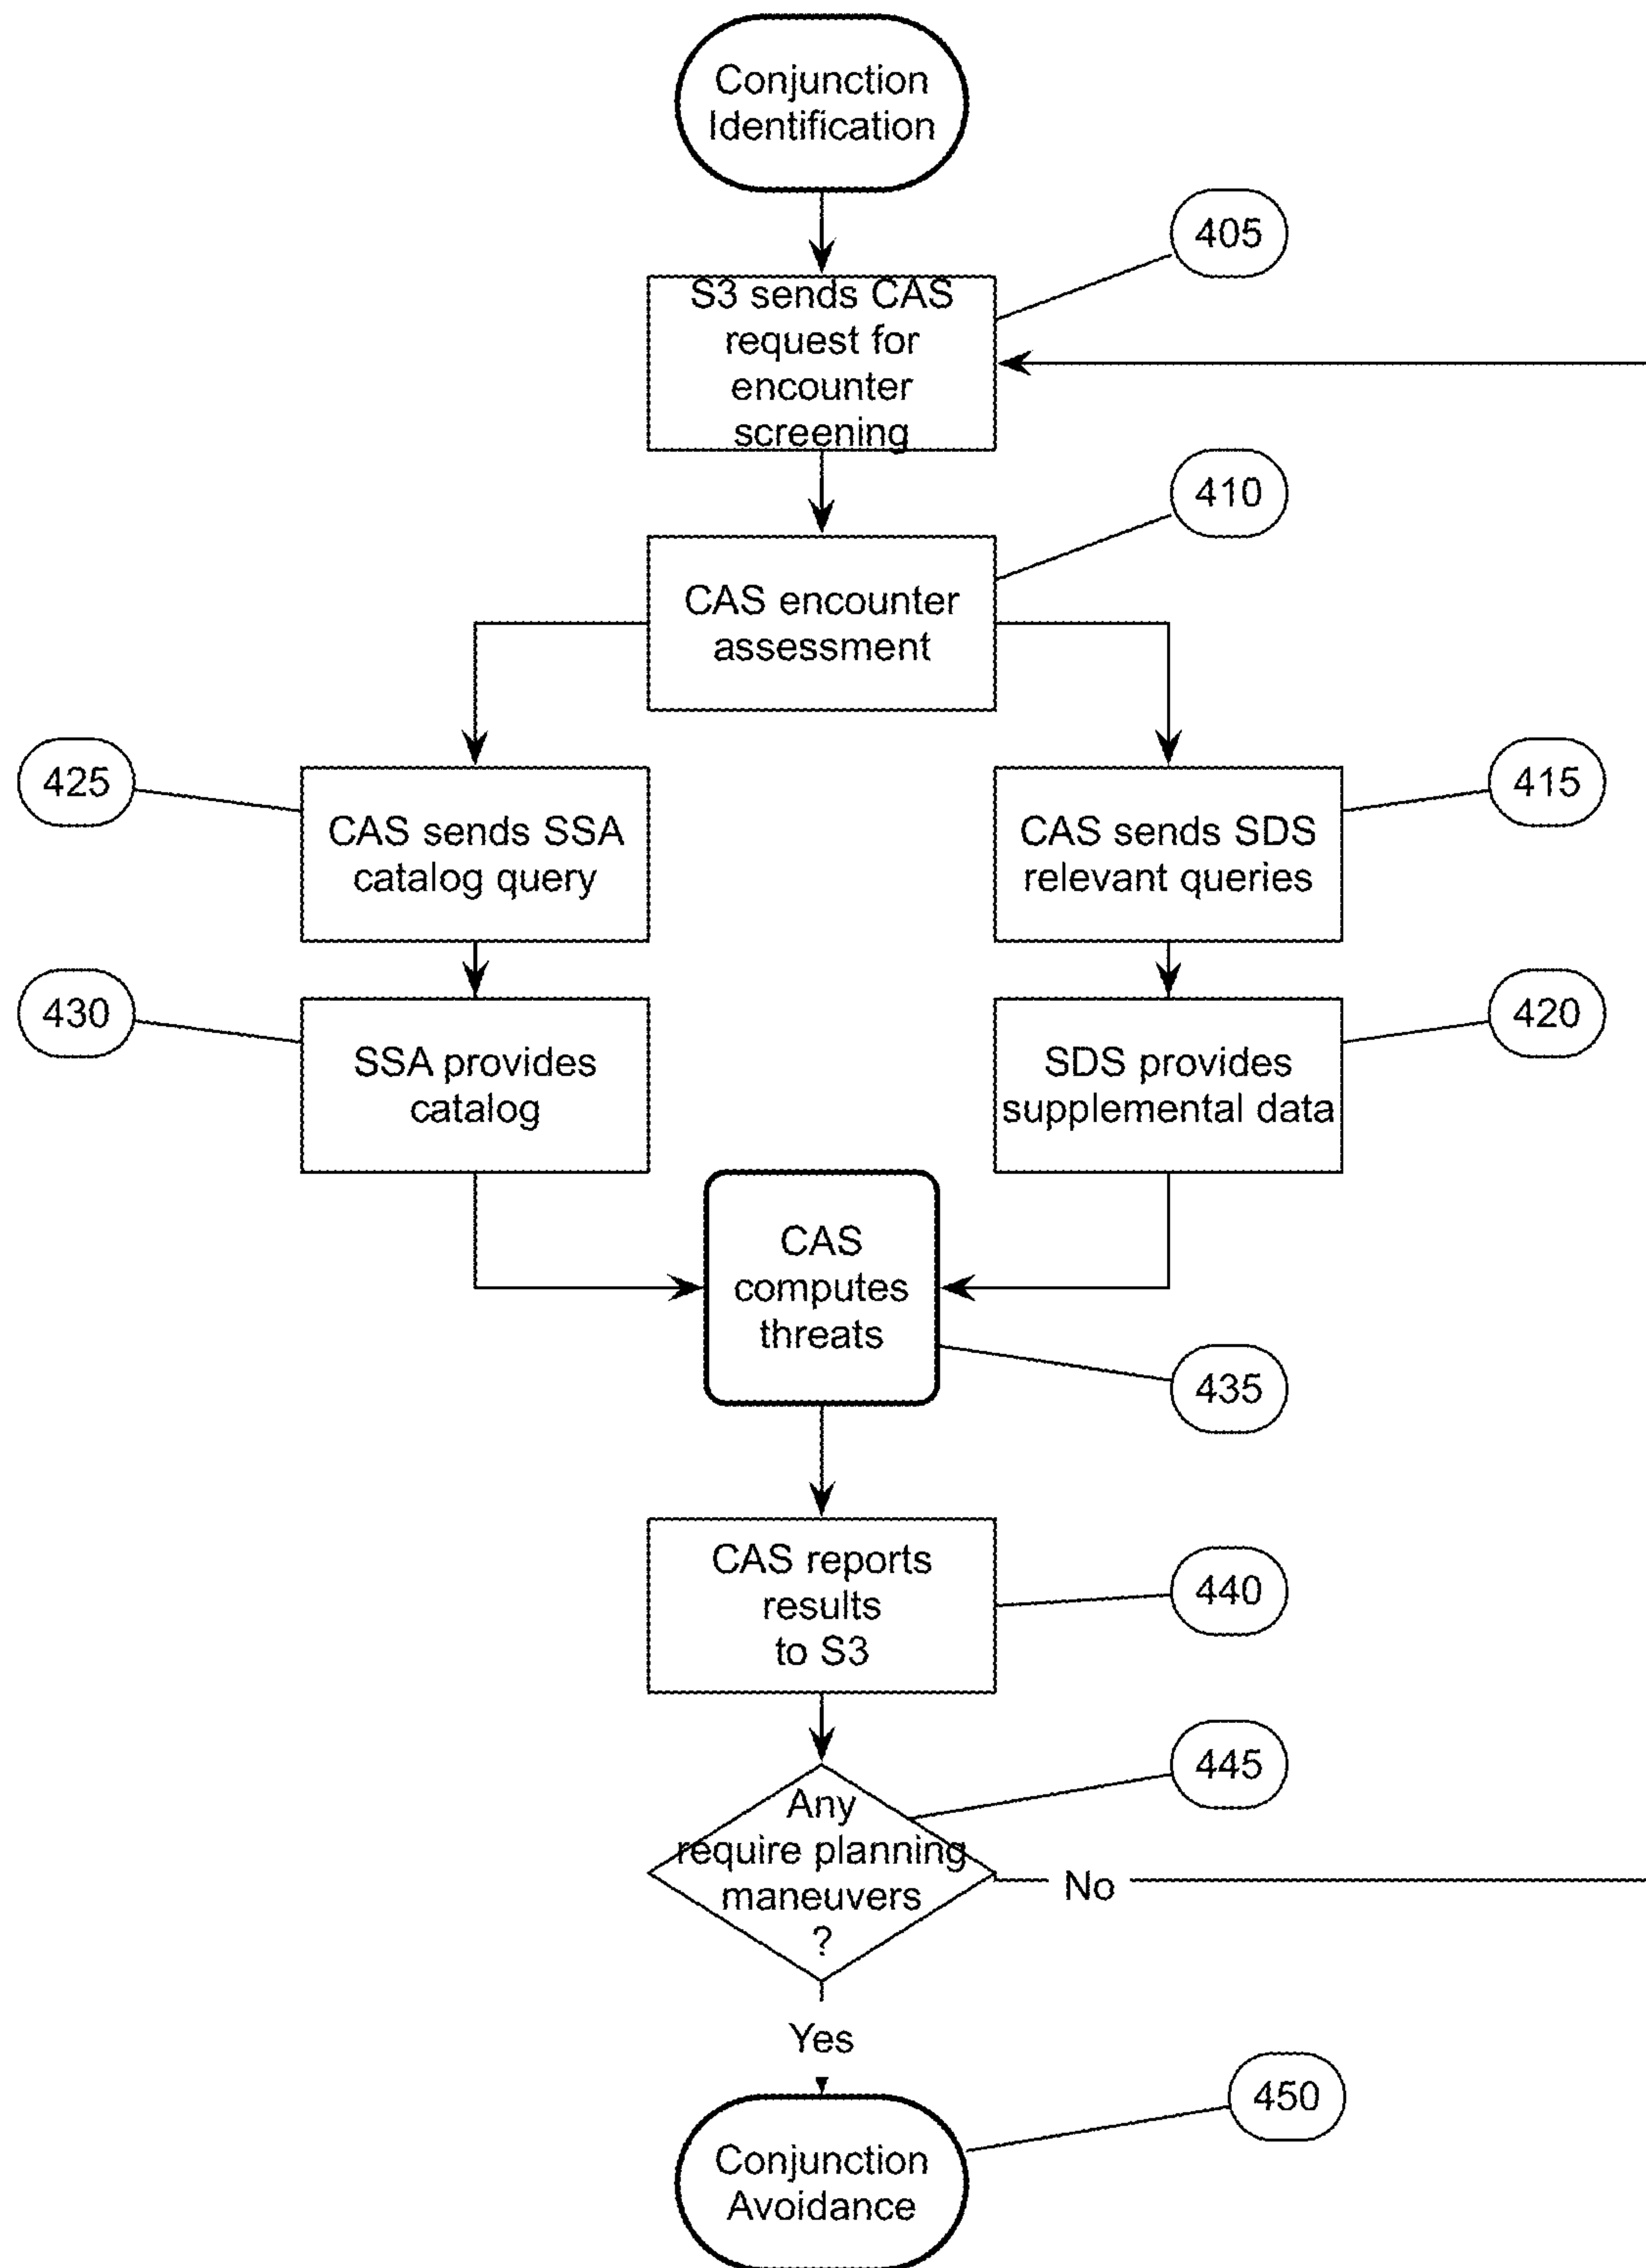 Conjunction
Identification
405
S3 sends CAS
request for
encounter
screening
410
CAS encounter
assessment
425
CAS sends SSA
catalog query
CAS sends SDS
relevant queries
415
430
SSA provides
catalog
SDS provides
supplemental data
420
CAS
computes
threats
435
CAS reports
results
to S3
440
445
Any
require planning
maneuvers
?
No
Yes
450
Conjunction
Avoidance